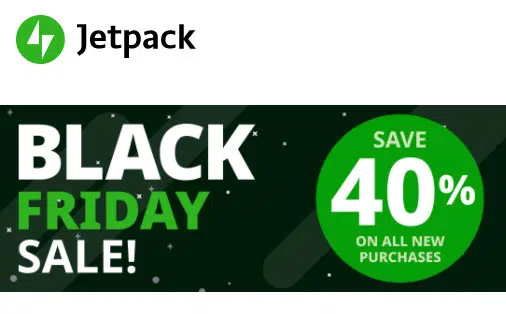 Jetpack
BLACK
FRIDAY
SALE!
SAVE
40%
ON ALL NEW
PURCHASES